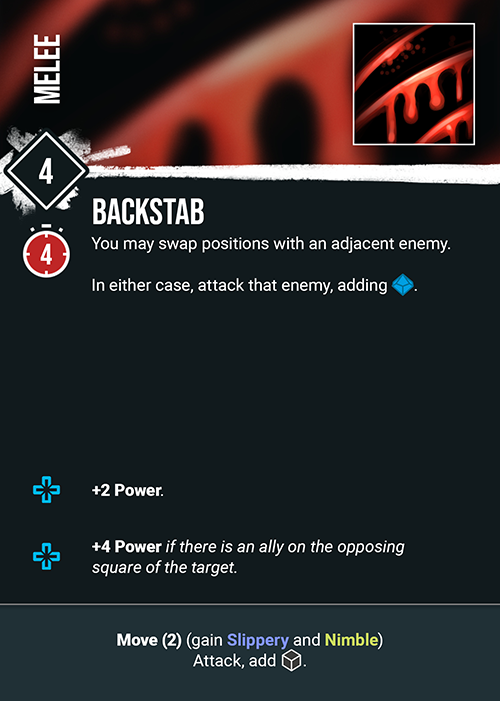 MELEE
4
BACKSTAB
4
You may swap positions with an adjacent enemy.
In either case, attack that enemy, adding .
+2 Power.
+4 Power if there is an ally on the opposing
square of the target.
Move (2) (gain Slippery and Nimble)
Attack, add .